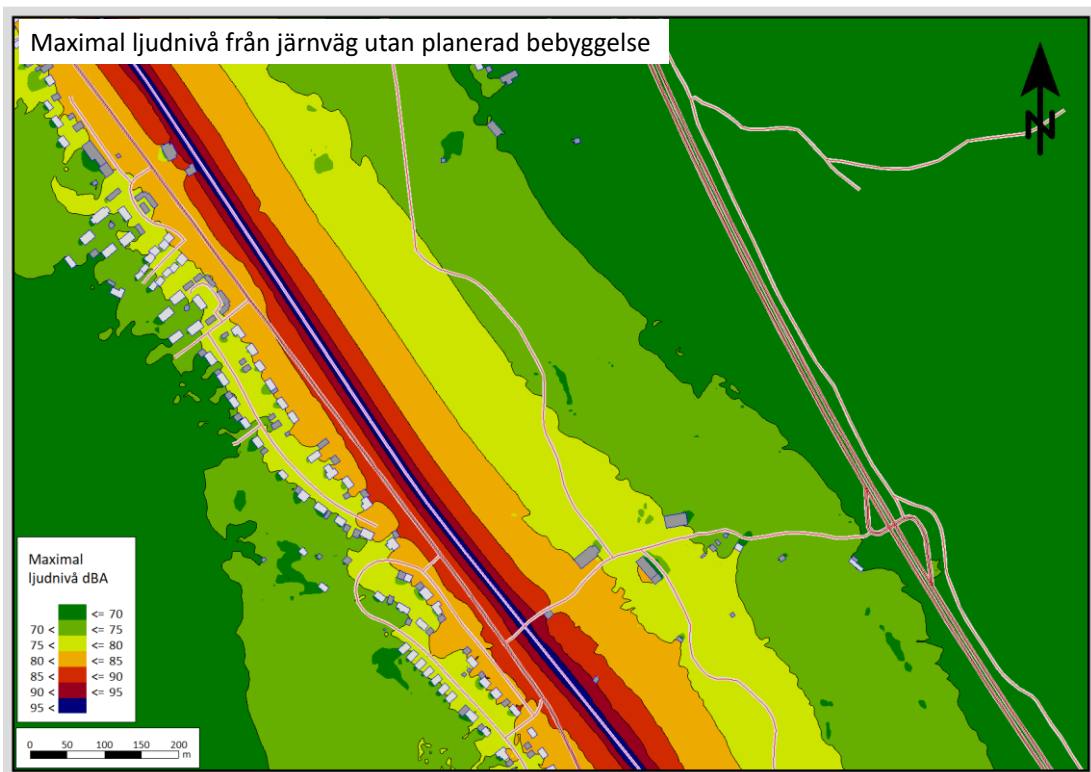 Maximal ljudnivå från järnväg utan planerad bebyggelse
N
Maximal
ljudnivå dBA
<= 70
70 < <= 75
75 < <= 80
80 < <= 85
85 < <= 90
90 < <= 95
95 <
0 50 100 150 200
m